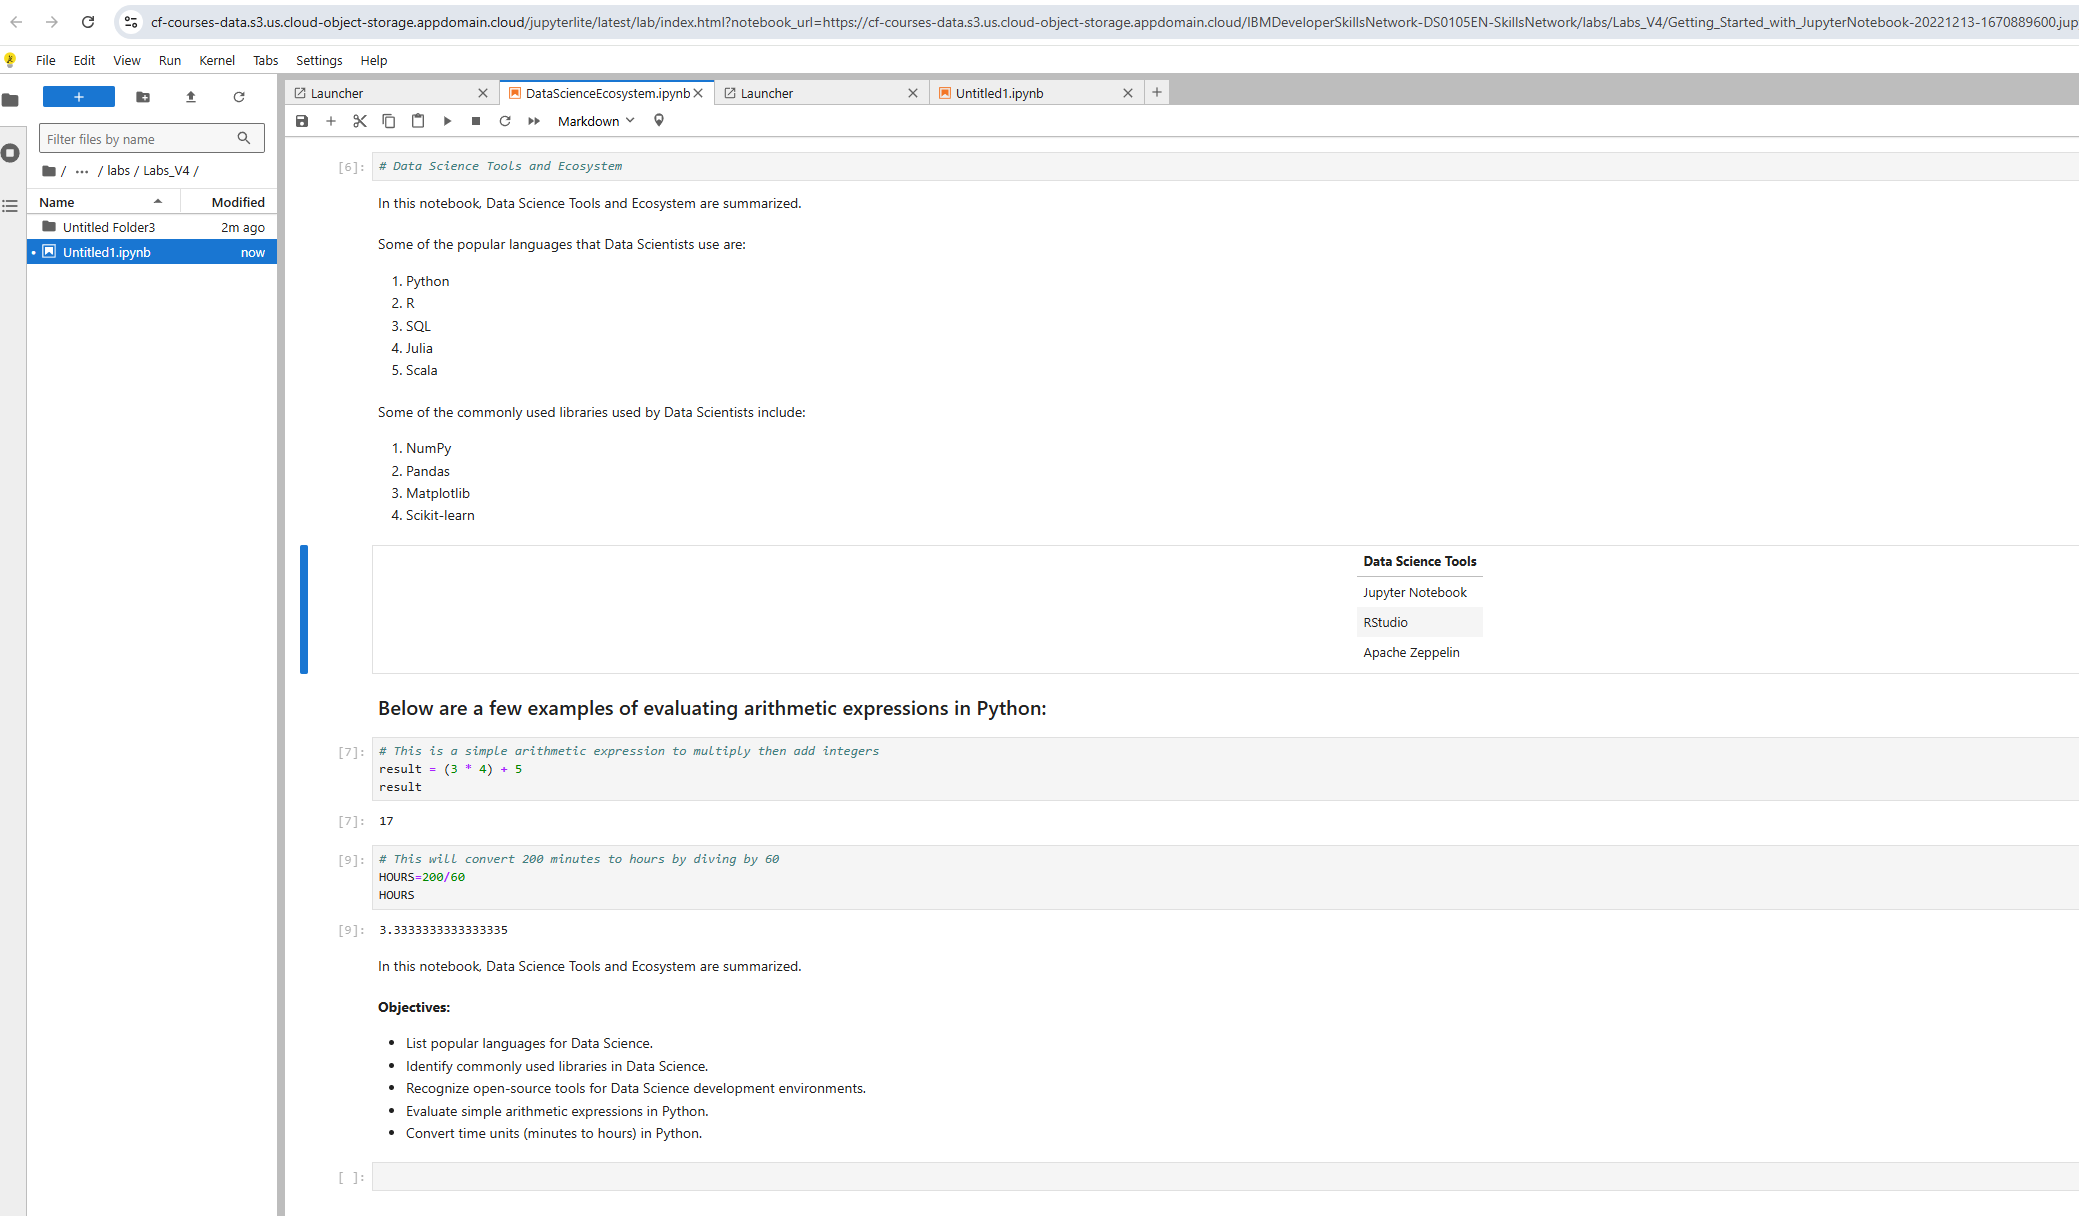 cf-courses-data.s3.us.cloud-object-storage.appdomain.cloud/jupyterlite/latest/lab/index.html?notebook_url=https://cf-courses-data.s3.us.cloud-object-storage.appdomain.cloud/IBMDeveloperSkillsNetwork-DS0105EN-SkillsNetwork/labs/Labs_V4/Getting_Started_with_JupyterNotebook-20221213-1670889600.jup
File Edit View Run Kernel Tabs Settings Help
Launcher DataScienceEcosystem.ipynb Launcher Untitled1.ipynb
Markdown
Filter files by name
/ ... / labs / Labs_V4 /
Name Modified
Untitled Folder3 2m ago
Untitled1.ipynb now
[6]: # Data Science Tools and Ecosystem
In this notebook, Data Science Tools and Ecosystem are summarized.
Some of the popular languages that Data Scientists use are:
1. Python
2. R
3. SQL
4. Julia
5. Scala
Some of the commonly used libraries used by Data Scientists include:
1. NumPy
2. Pandas
3. Matplotlib
4. Scikit-learn
Data Science Tools
Jupyter Notebook
RStudio
Apache Zeppelin
Below are a few examples of evaluating arithmetic expressions in Python:
[7]: # This is a simple arithmetic expression to multiply then add integers
result = (3 * 4) + 5
result
[7]: 17
[9]: # This will convert 200 minutes to hours by diving by 60
HOURS=200/60
HOURS
[9]: 3.3333333333333335
In this notebook, Data Science Tools and Ecosystem are summarized.
Objectives:
• List popular languages for Data Science.
• Identify commonly used libraries in Data Science.
• Recognize open-source tools for Data Science development environments.
• Evaluate simple arithmetic expressions in Python.
• Convert time units (minutes to hours) in Python.
[ ]: